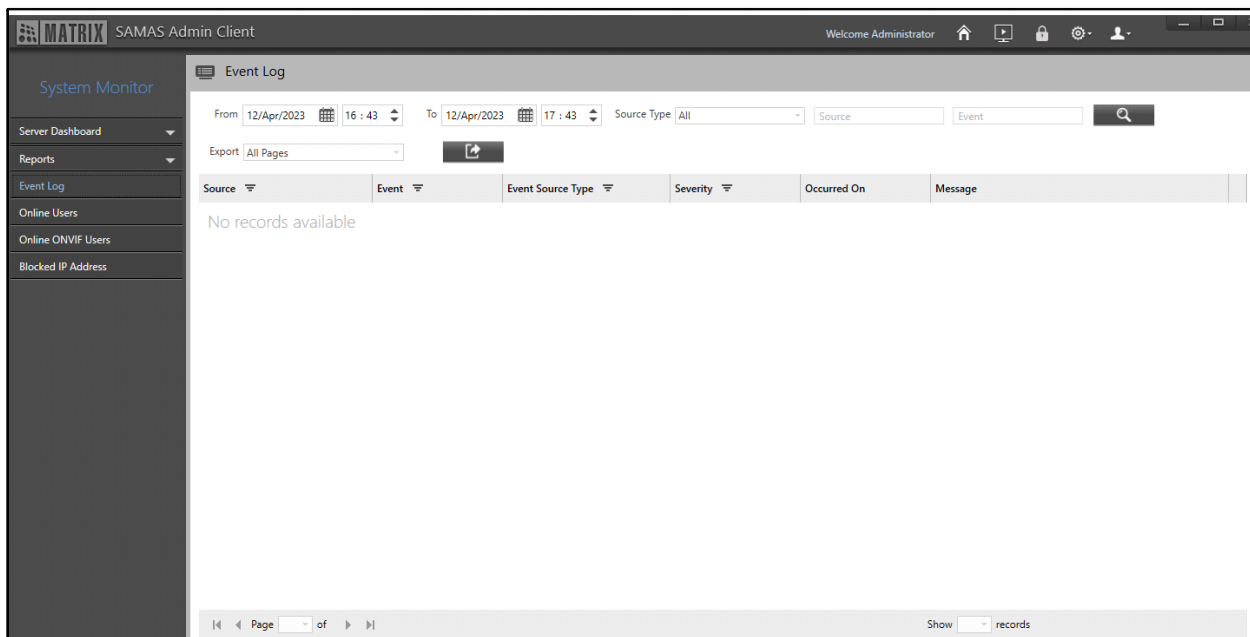 MATRIX SAMAS Admin Client Welcome Administrator
System Monitor
Server Dashboard
Reports
Event Log
Online Users
Online ONVIF Users
Blocked IP Address
Event Log
From 12/Apr/2023 16 : 43 To 12/Apr/2023 17 : 43 Source Type All Source Event
Export All Pages
Source Event Event Source Type Severity Occurred On Message
No records available
Page of Show records